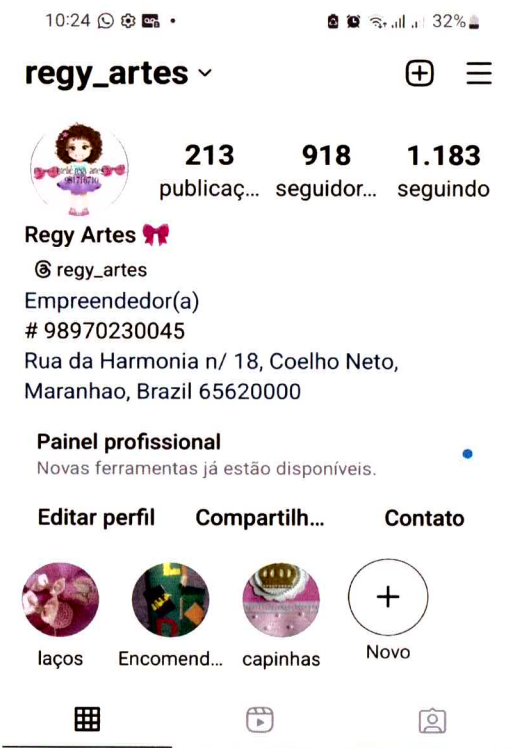 10:24
32%
regy_artes
213
918
1.183
publicaç...
seguidor...
seguindo
Regy Artes
regy_artes
Empreendedor(a)
# 98970230045
Rua da Harmonia n/ 18, Coelho Neto,
Maranhao, Brazil 65620000
Painel profissional
Novas ferramentas já estão disponíveis.
Editar perfil
Compartilh...
Contato
laços
Encomend...
capinhas
Novo